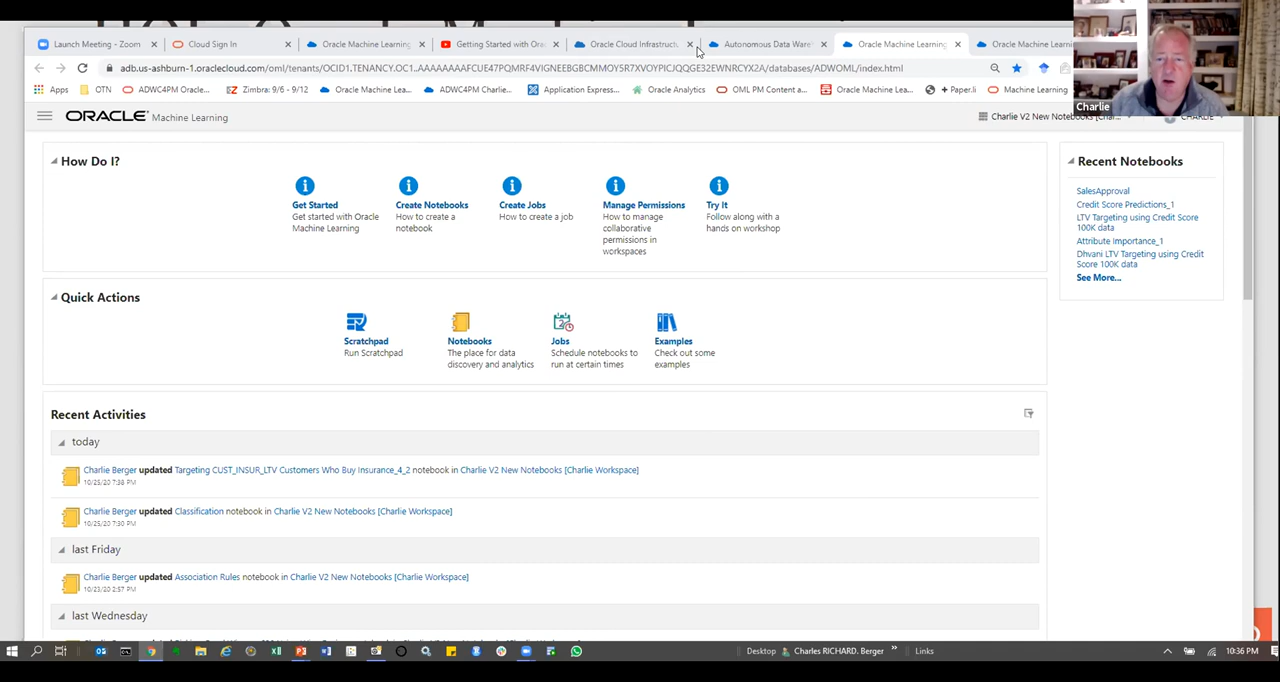 Launch Meeting - Zoom
Cloud Sign In
Oracle Machine Learning
Getting Started with Ora
Oracle Cloud Infrastruct
Autonomous Data Ware
Oracle Machine Learning
Oracle Machine Learni
adb.us-ashburn-1.oraclecloud.com/oml/tenants/OCID1.TENANCY.OC1..AAAAAAAAFCUE47PQMRF4VIGNEEBGBCMMOY5R7XVOYPICJQQGE32EWNRCYX2A/databases/ADWOML/index.html
Apps
OTN
ADWC4PM Oracle...
Zimbra: 9/6 - 9/12
Oracle Machine Lea...
ADWC4PM Charlie...
Application Express...
Oracle Analytics
OML PM Content a...
Oracle Machine Lea...
+ Paper.li
Machine Learning
Charlie
ORACLE Machine Learning
Charlie V2 New Notebooks [Char...
CHARLIE
How Do I?
Get Started
Get started with Oracle
Machine Learning
Create Notebooks
How to create a
notebook
Create Jobs
How to create a job
Manage Permissions
How to manage
collaborative
permissions in
workspaces
Try It
Follow along with a
hands on workshop
Recent Notebooks
SalesApproval
Credit Score Predictions_1
LTV Targeting using Credit Score
100K data
Attribute Importance_1
Dhvani LTV Targeting using Credit
Score 100K data
See More...
Quick Actions
Scratchpad
Run Scratchpad
Notebooks
The place for data
discovery and analytics
Jobs
Schedule notebooks to
run at certain times
Examples
Check out some
examples
Recent Activities
today
Charlie Berger updated Targeting CUST_INSUR_LTV Customers Who Buy Insurance_4_2 notebook in Charlie V2 New Notebooks [Charlie Workspace]
10/25/20 7:38 PM
Charlie Berger updated Classification notebook in Charlie V2 New Notebooks [Charlie Workspace]
10/25/20 7:30 PM
last Friday
Charlie Berger updated Association Rules notebook in Charlie V2 New Notebooks [Charlie Workspace]
10/23/20 2:57 PM
last Wednesday
Desktop
Charles RICHARD. Berger
Links
10:36 PM